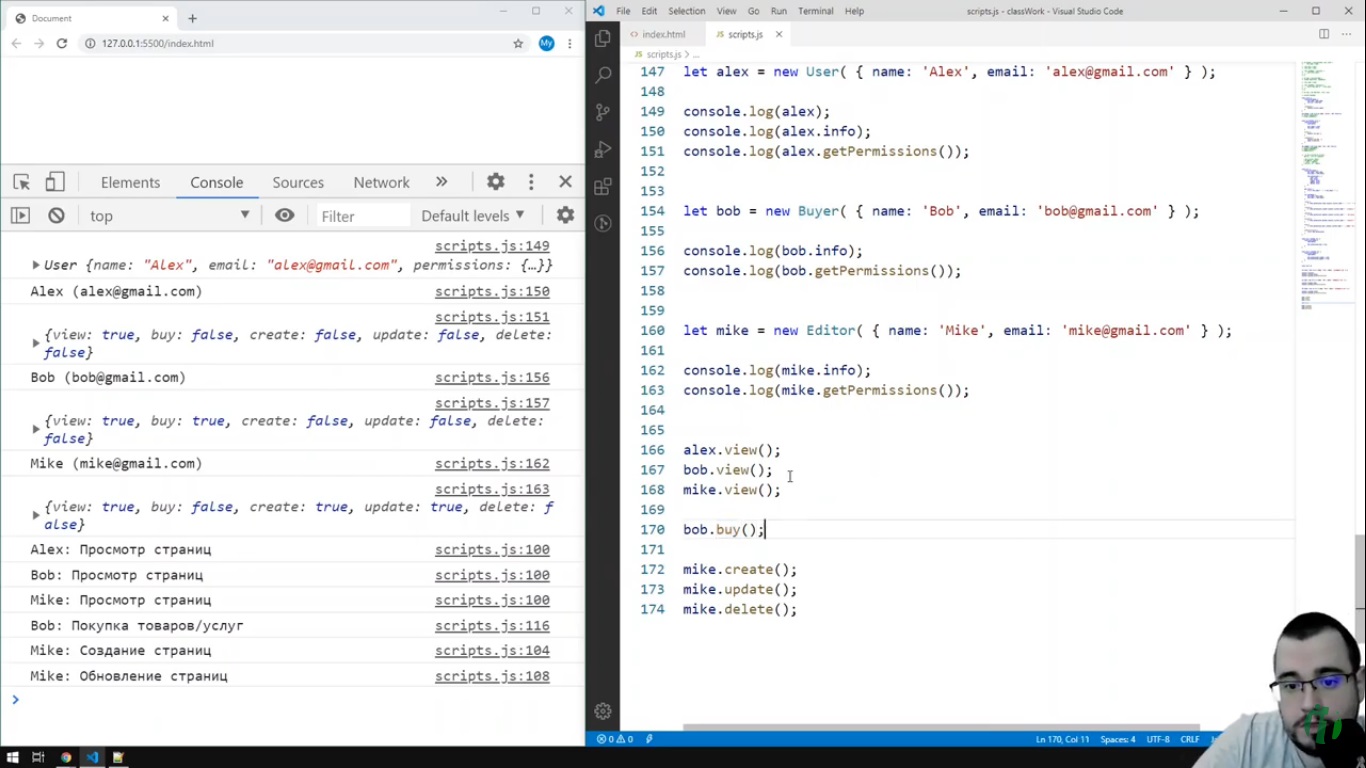 Document
127.0.0.1:5500/index.html
My
Elements Console Sources Network »
top Filter Default levels
scripts.js:149
User {name: "Alex", email: "alex@gmail.com", permissions: {…}}
Alex (alex@gmail.com) scripts.js:150
scripts.js:151
{view: true, buy: false, create: false, update: false, delete:
false}
Bob (bob@gmail.com) scripts.js:156
scripts.js:157
{view: true, buy: true, create: false, update: false, delete:
false}
Mike (mike@gmail.com) scripts.js:162
scripts.js:163
{view: true, buy: false, create: true, update: true, delete: f
alse}
Alex: Просмотр страниц scripts.js:100
Bob: Просмотр страниц scripts.js:100
Mike: Просмотр страниц scripts.js:100
Bob: Покупка товаров/услуг scripts.js:116
Mike: Создание страниц scripts.js:104
Mike: Обновление страниц scripts.js:108
File Edit Selection View Go Run Terminal Help scripts.js - classWork - Visual Studio Code
<> index.html JS scripts.js
JS scripts.js > ...
147 let alex = new User( { name: 'Alex', email: 'alex@gmail.com' } );
148
149 console.log(alex);
150 console.log(alex.info);
151 console.log(alex.getPermissions());
152
153
154 let bob = new Buyer( { name: 'Bob', email: 'bob@gmail.com' } );
155
156 console.log(bob.info);
157 console.log(bob.getPermissions());
158
159
160 let mike = new Editor( { name: 'Mike', email: 'mike@gmail.com' } );
161
162 console.log(mike.info);
163 console.log(mike.getPermissions());
164
165
166 alex.view();
167 bob.view();
168 mike.view();
169
170 bob.buy();
171
172 mike.create();
173 mike.update();
174 mike.delete();
0 0 Ln 170, Col 11 Spaces: 4 UTF-8 CRLF